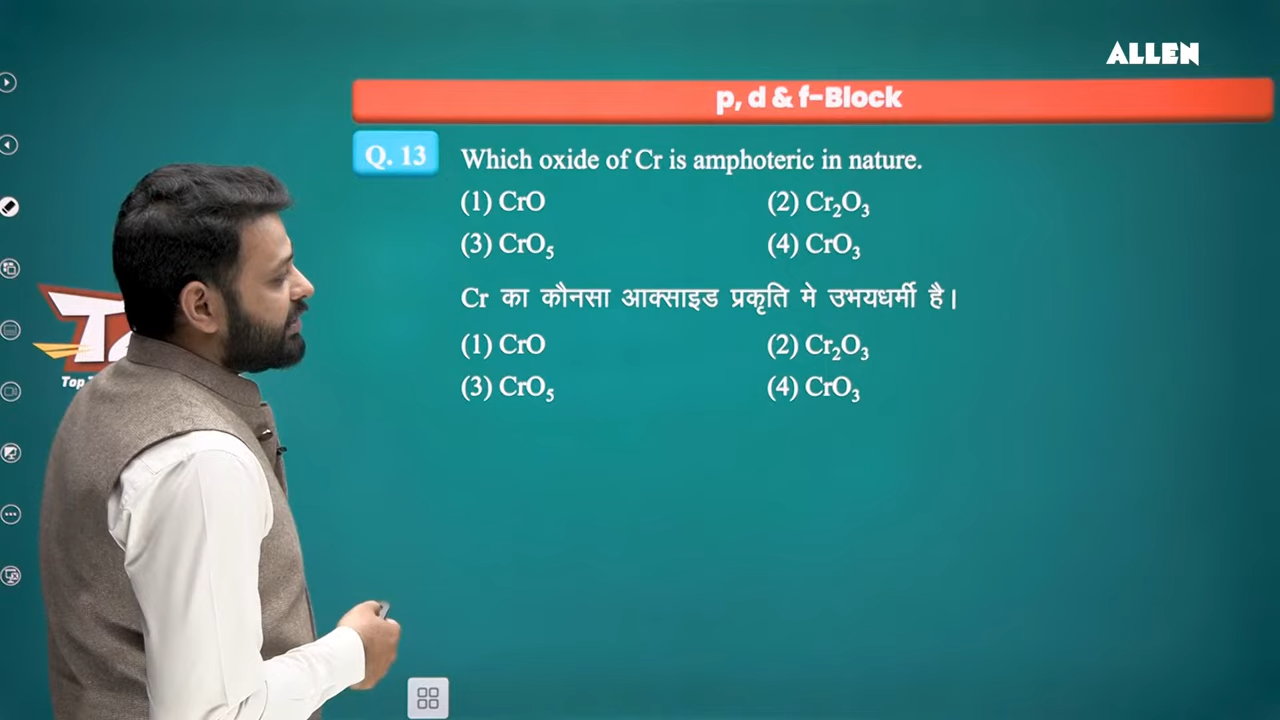 ALLEN
p, d & f-Block
Q. 13 Which oxide of Cr is amphoteric in nature.
(1) CrO (2) Cr₂O₃
(3) CrO₅ (4) CrO₃
Cr का कौनसा आक्साइड प्रकृति मे उभयधर्मी है।
(1) CrO (2) Cr₂O₃
(3) CrO₅ (4) CrO₃
Top